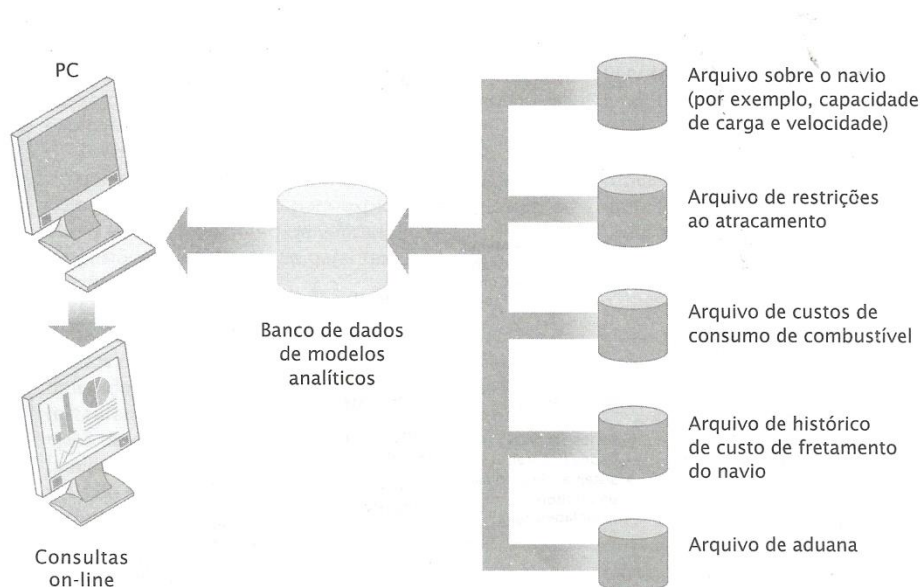 PC
Banco de dados
de modelos
analíticos
Consultas
on-line
Arquivo sobre o navio
(por exemplo, capacidade
de carga e velocidade)
Arquivo de restrições
ao atracamento
Arquivo de custos de
consumo de combustível
Arquivo de histórico
de custo de fretamento
do navio
Arquivo de aduana